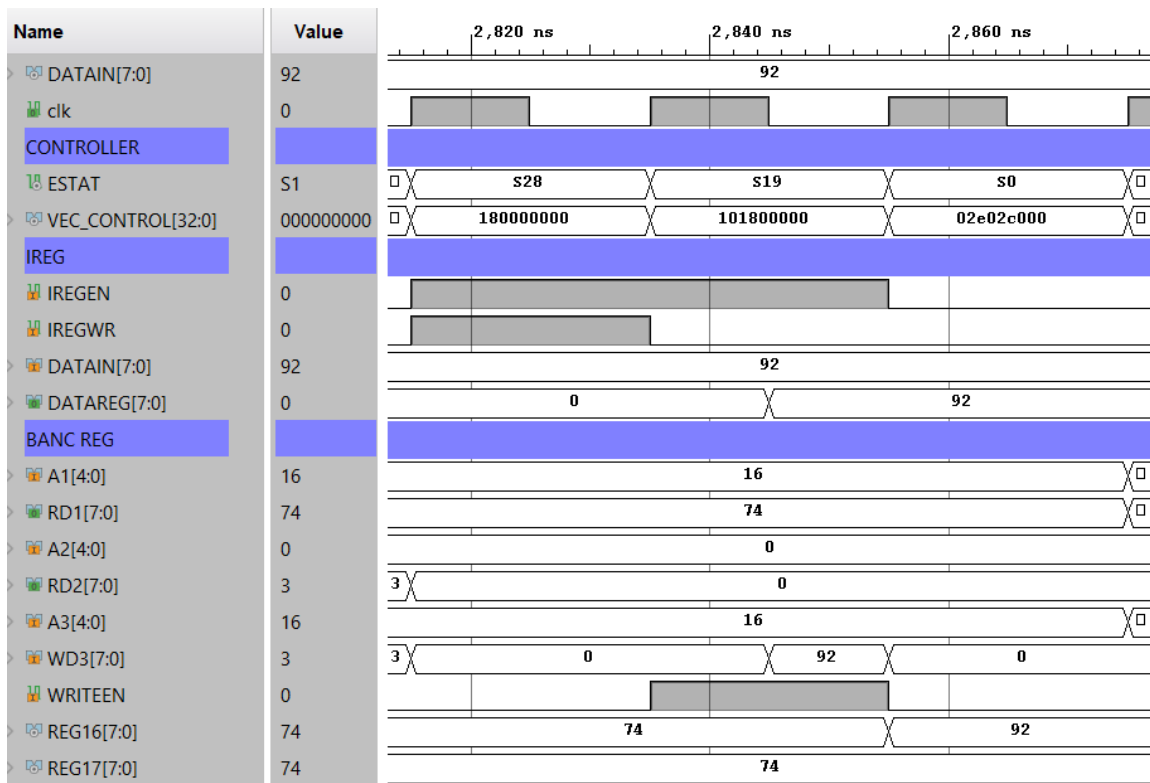 Name Value 2,820 ns 2,840 ns 2,860 ns
DATAIN[7:0] 92 92
clk 0
CONTROLLER
ESTAT S1 S28 S19 S0
VEC_CONTROL[32:0] 000000000 180000000 101800000 02e02c000
IREG
IREGEN 0
IREGWR 0
DATAIN[7:0] 92 92
DATAREG[7:0] 0 0 92
BANC REG
A1[4:0] 16 16
RD1[7:0] 74 74
A2[4:0] 0 0
RD2[7:0] 3 3 0
A3[4:0] 16 16
WD3[7:0] 3 3 0 92 0
WRITEEN 0
REG16[7:0] 74 74 92
REG17[7:0] 74 74